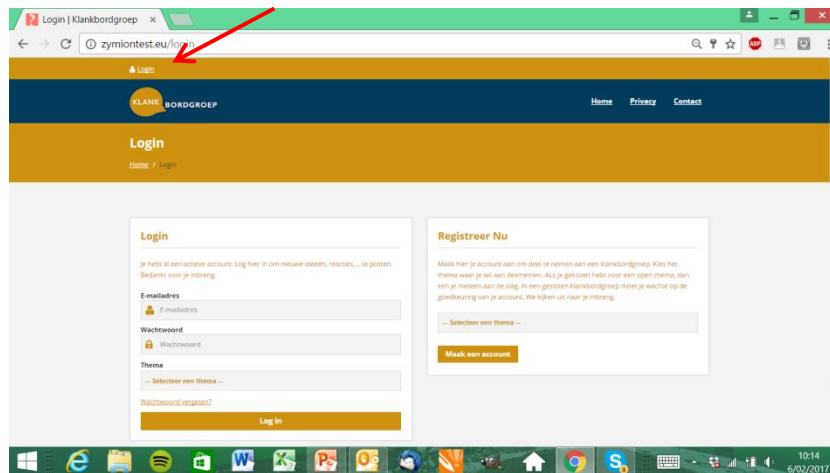 Login | Klankbordgroep
zymiontest.eu/login
Login
KLANK BORDGROEP
Home Privacy Contact
Login
Home / Login
Login
Je hebt al een actieve account. Log hier in om nieuwe ideeën, reacties,... te posten.
Bedankt voor je inbreng.
E-mailadres
E-mailadres
Wachtwoord
Wachtwoord
Thema
-- Selecteer een thema --
Wachtwoord vergeten?
Log in
Registreer Nu
Maak hier je account aan om deel te nemen aan een klankbordgroep. Kies het
thema waar je wil aan deelnemen. ALs je gekozen hebt voor een open thema, dan
ken je meteen aan de slag. In een gesloten klankbordgroep moet je wachte op de
goedkeuring van je account. We kijken uit naar je inbreng.
-- Selecteer een thema --
Maak een account
ABP
10:14
6/02/2017